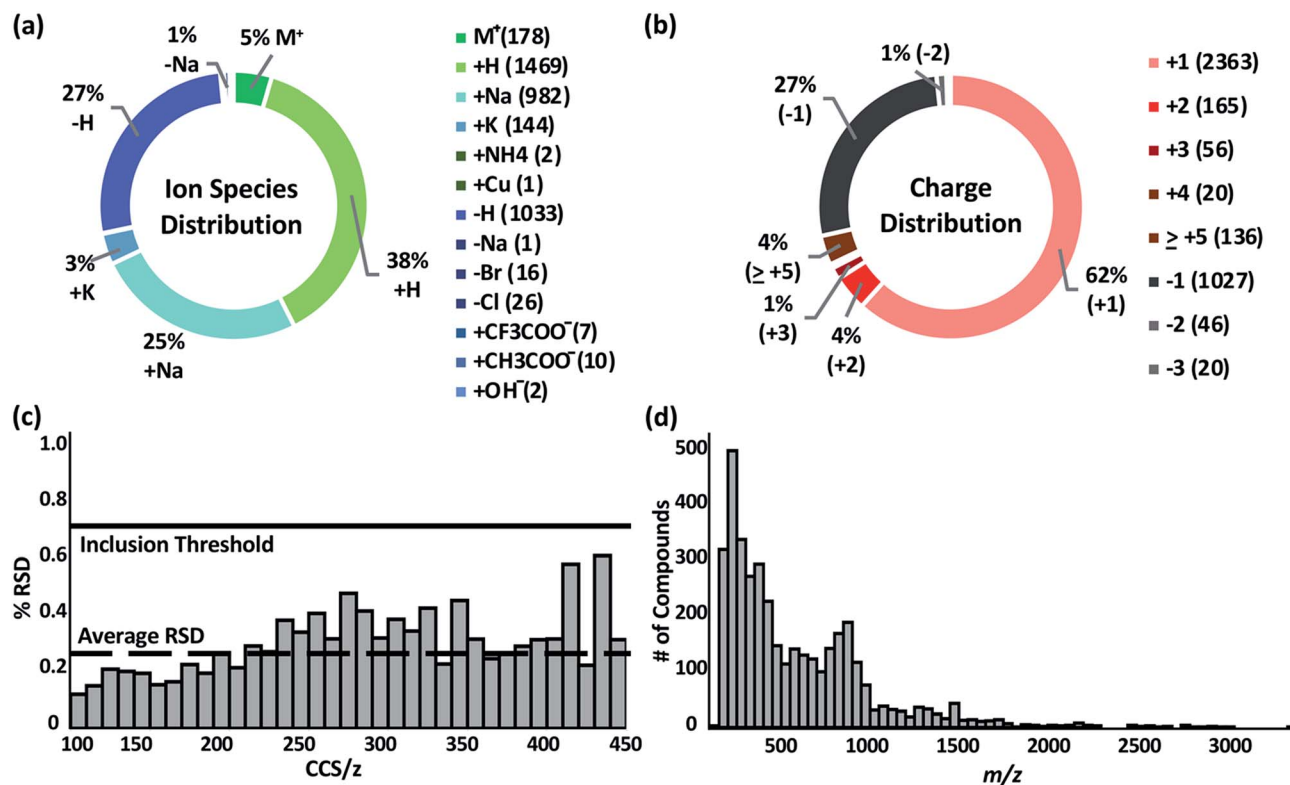 (a)
1%
-Na
5% M⁺
27%
-H
Ion Species
Distribution
3%
+K
25%
+Na
38%
+H
M⁺(178)
+H (1469)
+Na (982)
+K (144)
+NH4 (2)
+Cu (1)
-H (1033)
-Na (1)
-Br (16)
-Cl (26)
+CF3COO⁻(7)
+CH3COO⁻(10)
+OH⁻(2)
(b)
1% (-2)
27%
(-1)
Charge
Distribution
4%
(≥ +5)
1%
(+3)
4%
(+2)
62%
(+1)
+1 (2363)
+2 (165)
+3 (56)
+4 (20)
≥ +5 (136)
-1 (1027)
-2 (46)
-3 (20)
(c)
1.0
0.8
0.6
0.4
0.2
0
% RSD
Inclusion Threshold
Average RSD
100 150 200 250 300 350 400 450
CCS/z
(d)
500
400
300
200
100
0
# of Compounds
500 1000 1500 2000 2500 3000
m/z